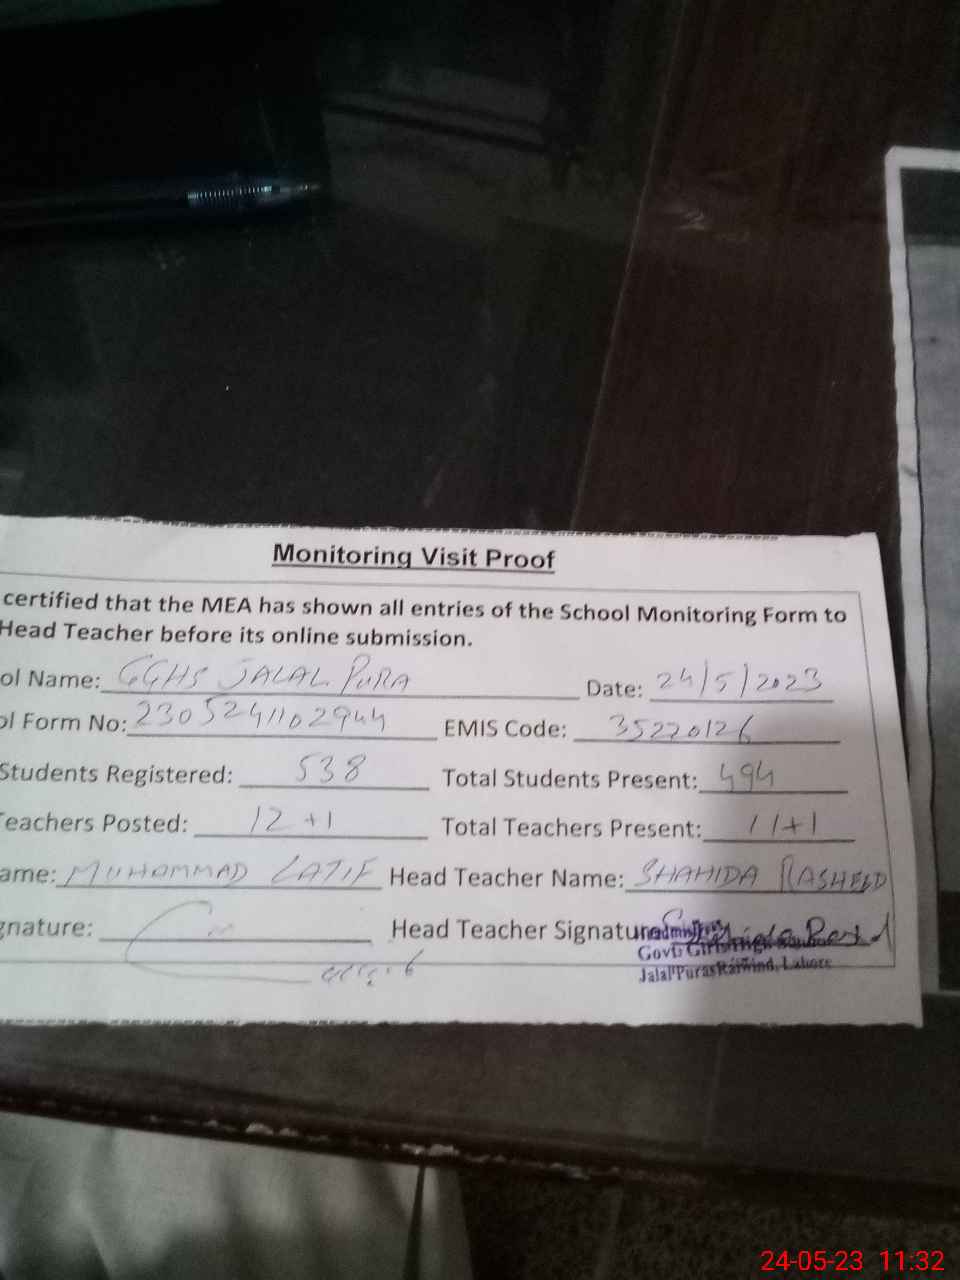 Monitoring Visit Proof
certified that the MEA has shown all entries of the School Monitoring Form to
Head Teacher before its online submission.
ol Name: GGHS JALAL PURA Date: 24/5/2023
ol Form No: 2305241102944 EMIS Code: 35220126
Students Registered: 538 Total Students Present: 494
Teachers Posted: 12+1 Total Teachers Present: 11+1
ame: MUHAMMAD LATIF Head Teacher Name: SHAHIDA RASHEED
gnature: Head Teacher Signature:
Govt: Girls High
Jalal Pura Raiwind, Lahore
24-05-23 11:32